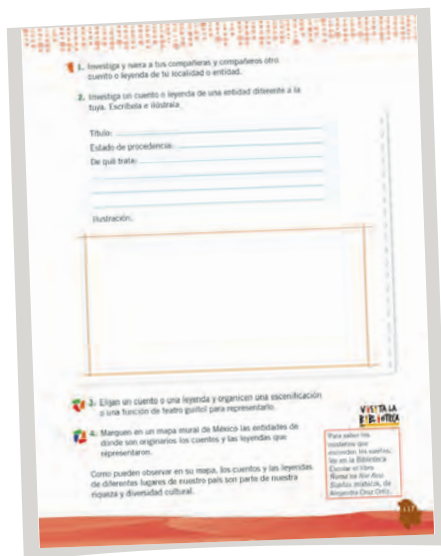 1. Investiga y narra a tus compañeras y compañeros otro
cuento o leyenda de tu localidad o entidad.
2. Investiga un cuento o leyenda de una entidad diferente a la
tuya. Escríbela e ilústrala.
Título:
Estado de procedencia:
De qué trata:
Ilustración.
3. Elijan un cuento o una leyenda y organicen una escenificación
o una función de teatro guiñol para representarlo.
4. Marquen en un mapa mural de México las entidades de
donde son originarios los cuentos y las leyendas que
representaron.
Como pueden observar en su mapa, los cuentos y las leyendas
de diferentes lugares de nuestro país son parte de nuestra
riqueza y diversidad cultural.
VISITA LA
BIBLIOTECA
Para saber los
misterios que
esconden los sueños,
lee en la Biblioteca
Escolar el libro
de
Alejandra Cruz Ortiz.
117